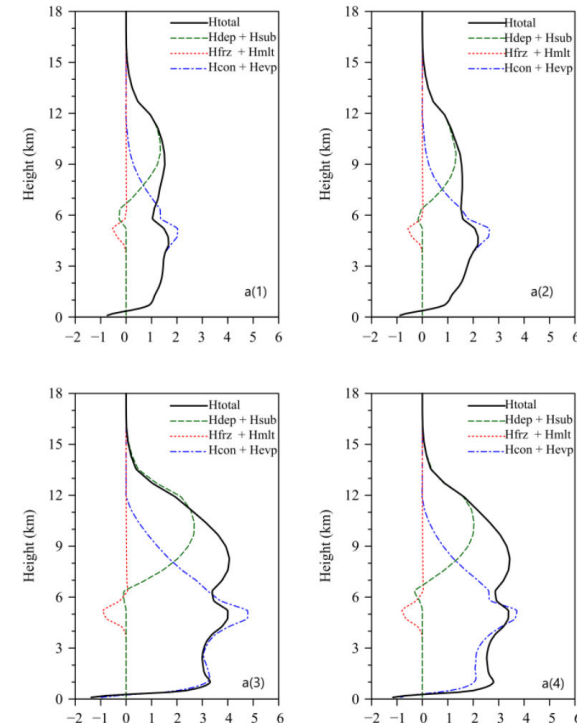 18
15
12
9
6
3
0
Height (km)
Htotal
Hdep + Hsub
Hfrz + Hmlt
Hcon + Hevp
a(1)
−2 −1 0 1 2 3 4 5 6
18
15
12
9
6
3
0
Height (km)
Htotal
Hdep + Hsub
Hfrz + Hmlt
Hcon + Hevp
a(2)
−2 −1 0 1 2 3 4 5 6
18
15
12
9
6
3
0
Height (km)
Htotal
Hdep + Hsub
Hfrz + Hmlt
Hcon + Hevp
a(3)
−2 −1 0 1 2 3 4 5 6
18
15
12
9
6
3
0
Height (km)
Htotal
Hdep + Hsub
Hfrz + Hmlt
Hcon + Hevp
a(4)
−2 −1 0 1 2 3 4 5 6